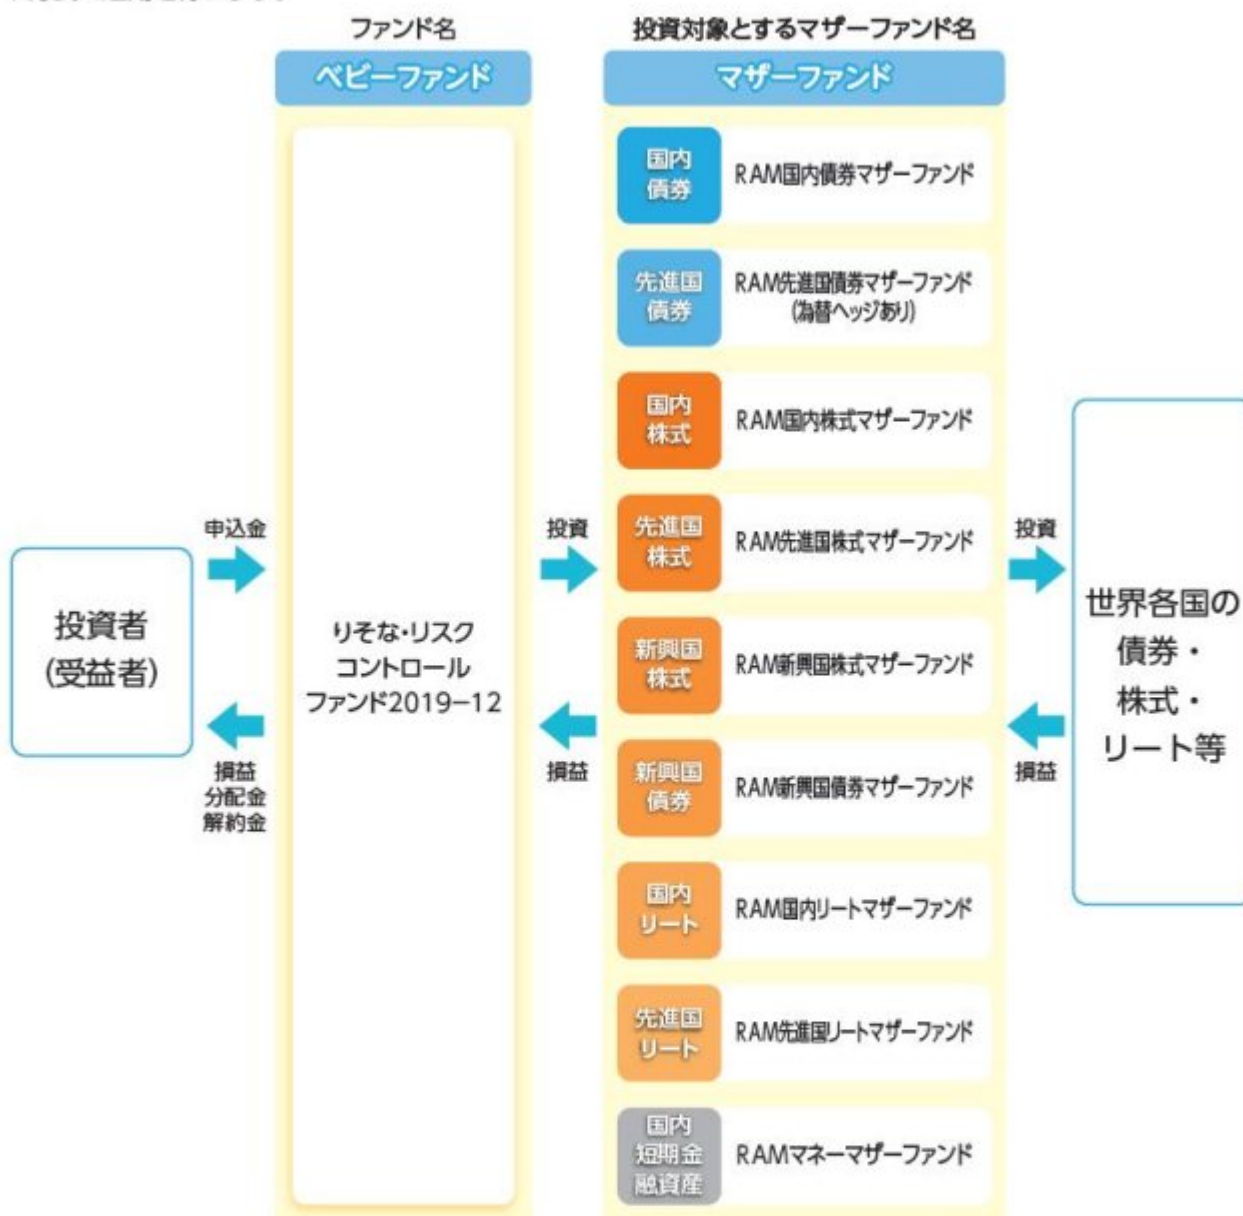 ファンド名
ベビーファンド
投資対象とするマザーファンド名
マザーファンド
投資者
(受益者)
申込金
損益
分配金
解約金
りそな・リスク
コントロール
ファンド2019−12
投資
損益
国内
債券
RAM国内債券マザーファンド
先進国
債券
RAM先進国債券マザーファンド
(為替ヘッジあり)
国内
株式
RAM国内株式マザーファンド
先進国
株式
RAM先進国株式マザーファンド
新興国
株式
RAM新興国株式マザーファンド
新興国
債券
RAM新興国債券マザーファンド
国内
リート
RAM国内リートマザーファンド
先進国
リート
RAM先進国リートマザーファンド
国内
短期金
融資産
RAMマネーマザーファンド
投資
損益
世界各国の
債券・
株式・
リート等